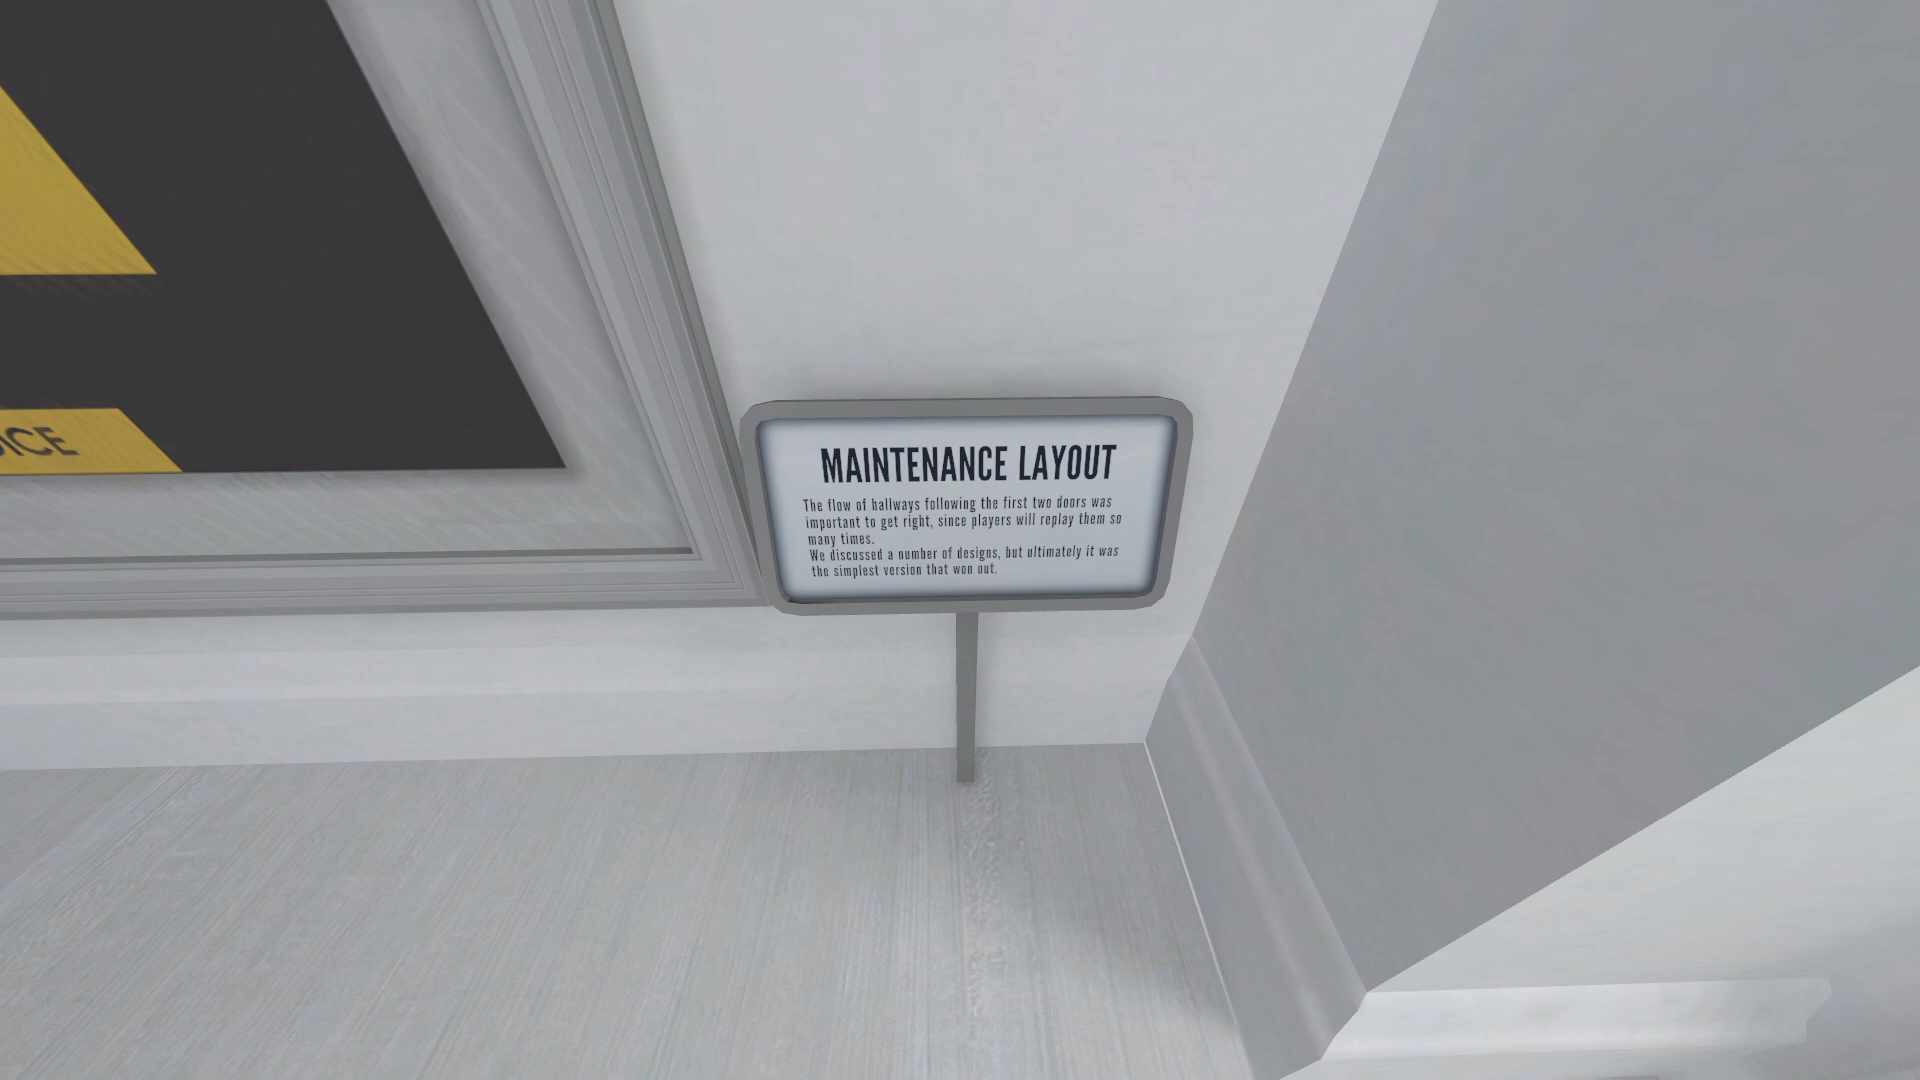 MAINTENANCE LAYOUT
The flow of hallways following the first two doors was
important to get right, since players will replay them so
many times.
We discussed a number of designs, but ultimately it was
the simplest version that won out.